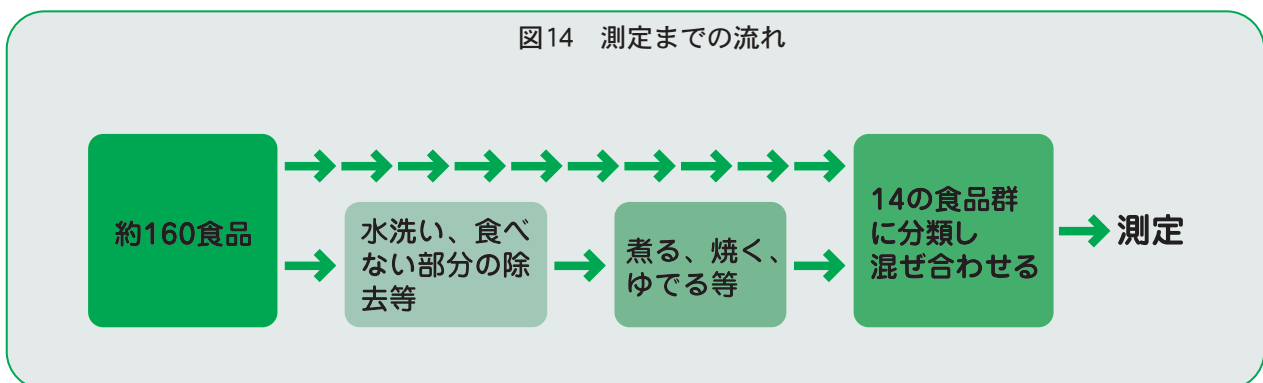 図14　測定までの流れ
約160食品
水洗い、食べ
ない部分の除
去等
煮る、焼く、
ゆでる等
14の食品群
に分類し
混ぜ合わせる
測定